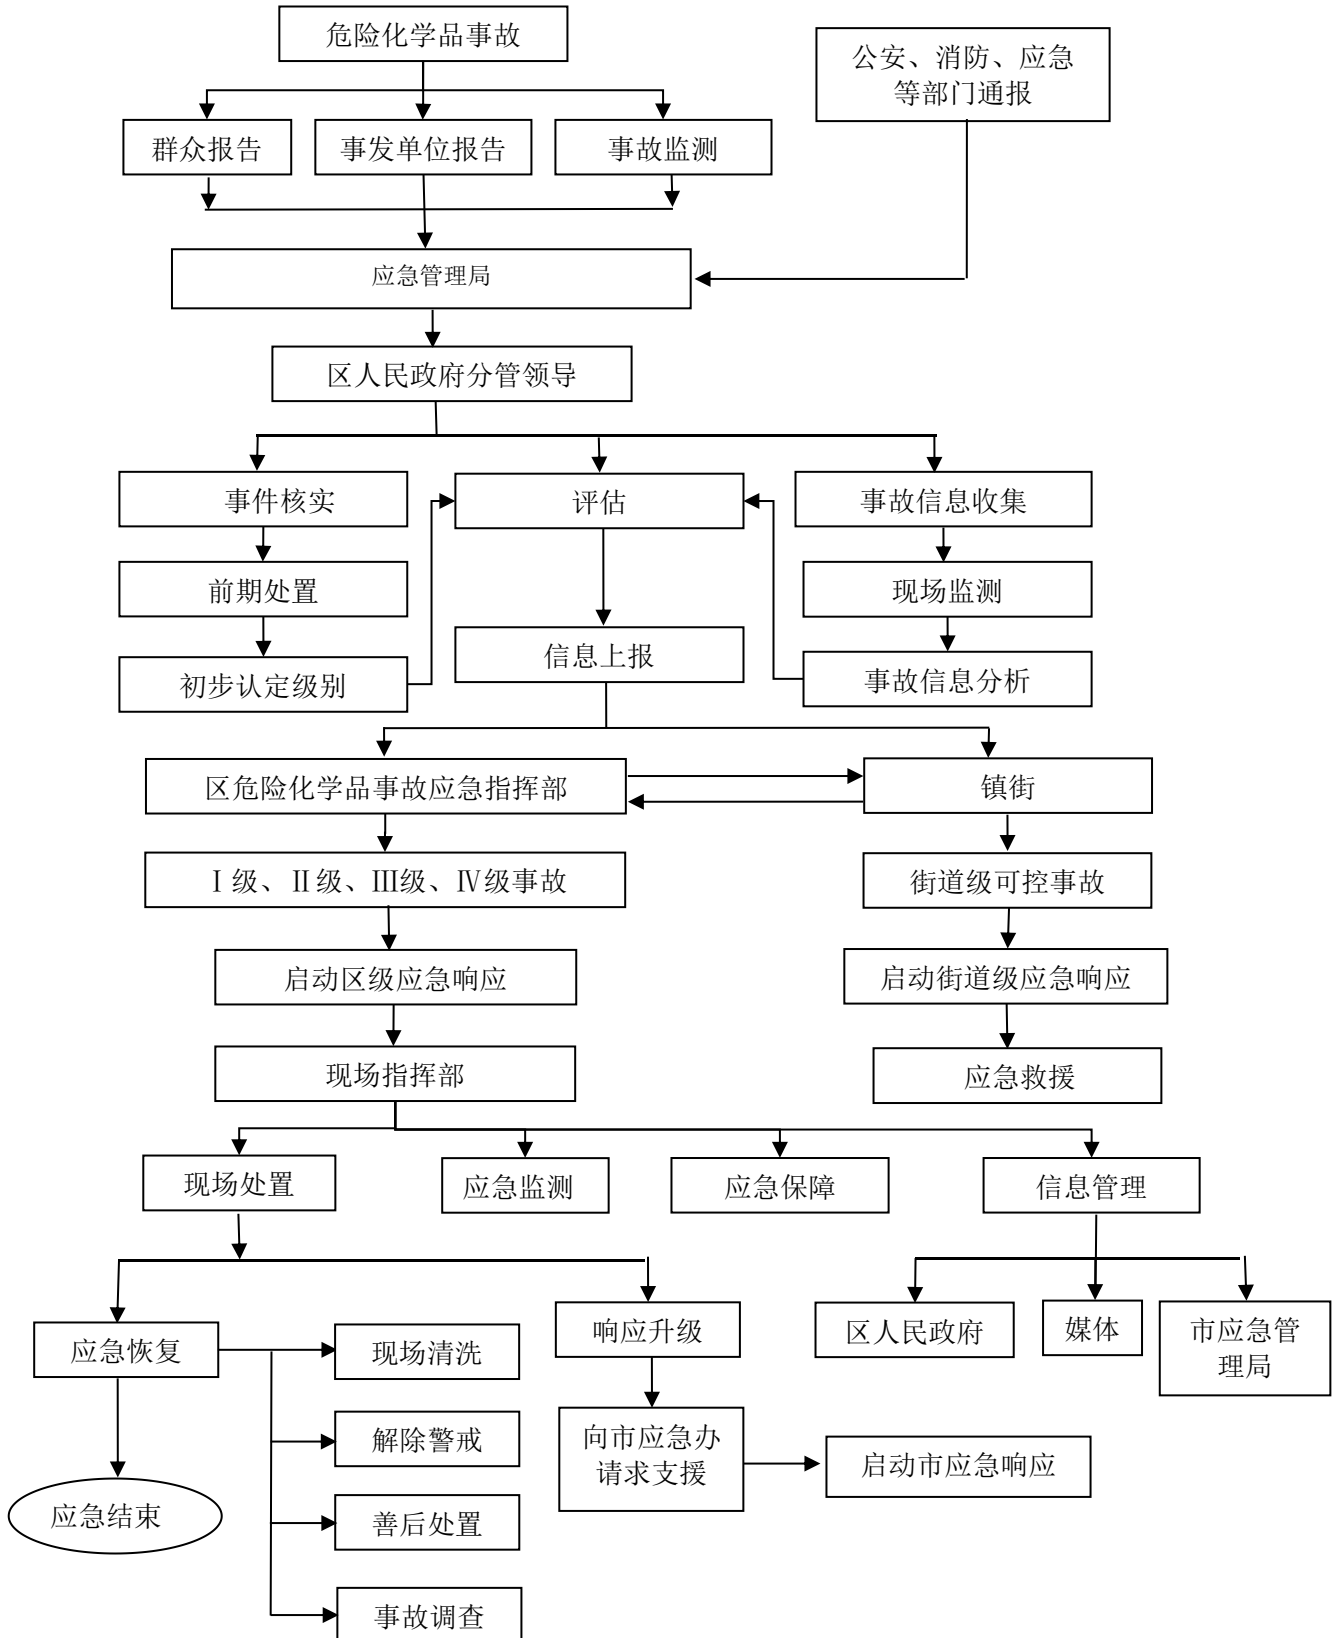 危险化学品事故
公安、消防、应急
等部门通报
群众报告
事发单位报告
事故监测
应急管理局
区人民政府分管领导
事件核实
评估
事故信息收集
前期处置
现场监测
初步认定级别
信息上报
事故信息分析
区危险化学品事故应急指挥部
镇街
Ⅰ级、Ⅱ级、Ⅲ级、Ⅳ级事故
街道级可控事故
启动区级应急响应
启动街道级应急响应
现场指挥部
应急救援
现场处置
应急监测
应急保障
信息管理
应急恢复
现场清洗
响应升级
区人民政府
媒体
市应急管
理局
解除警戒
向市应急办
请求支援
启动市应急响应
应急结束
善后处置
事故调查